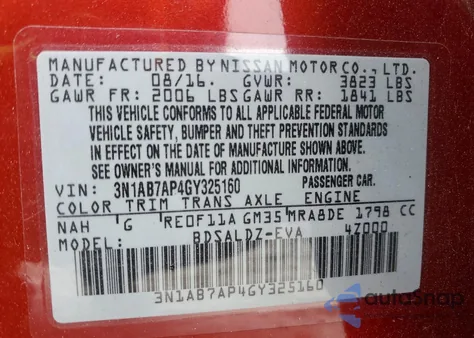 MANUFACTURED BY NISSAN MOTOR CO., LTD.
DATE: 08/16. GVWR: 3823 LBS
GAWR FR: 2006 LBS GAWR RR: 1841 LBS
THIS VEHICLE CONFORMS TO ALL APPLICABLE FEDERAL MOTOR
VEHICLE SAFETY, BUMPER AND THEFT PREVENTION STANDARDS
IN EFFECT ON THE DATE OF MANUFACTURE SHOWN ABOVE.
SEE OWNER'S MANUAL FOR ADDITIONAL INFORMATION.
VIN: 3N1AB7AP4GY325160 PASSENGER CAR.
COLOR TRIM TRANS AXLE ENGINE
NAH G RE0F11A GM35 MRA8DE 1798 CC
MODEL: BDSALDZ-EVA 4Z000
3N1AB7AP4GY325160
autoSnap